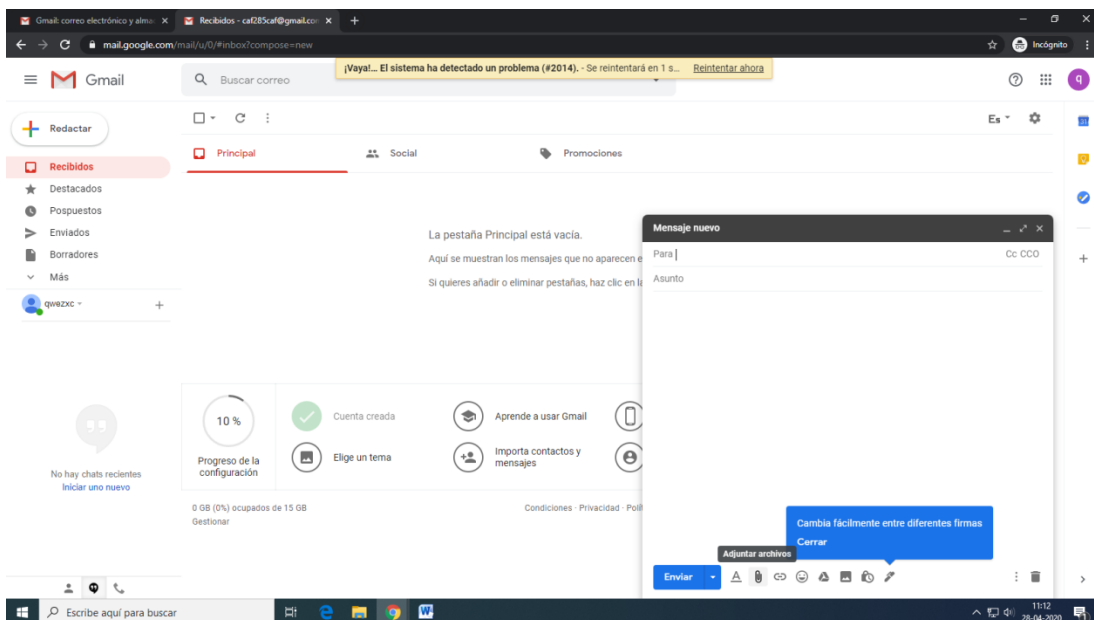 Gmail: correo electrónico y alma
Recibidos - caf285caf@gmail.con
mail.google.com/mail/u/0/#inbox?compose=new
Incógnito
Gmail
Buscar correo
¡Vaya!... El sistema ha detectado un problema (#2014). - Se reintentará en 1 s... Reintentar ahora
q
Redactar
Es
Principal
Social
Promociones
Recibidos
Destacados
Pospuestos
Enviados
Borradores
Más
qwezxc
La pestaña Principal está vacía.
Aquí se muestran los mensajes que no aparecen e
Si quieres añadir o eliminar pestañas, haz clic en la
Mensaje nuevo
Para
Cc CCO
Asunto
10 %
Progreso de la
configuración
Cuenta creada
Aprende a usar Gmail
Elige un tema
Importa contactos y
mensajes
No hay chats recientes
Iniciar uno nuevo
0 GB (0%) ocupados de 15 GB
Gestionar
Condiciones · Privacidad · Polí
Cambia fácilmente entre diferentes firmas
Cerrar
Adjuntar archivos
Enviar
Escribe aquí para buscar
11:12
28-04-2020